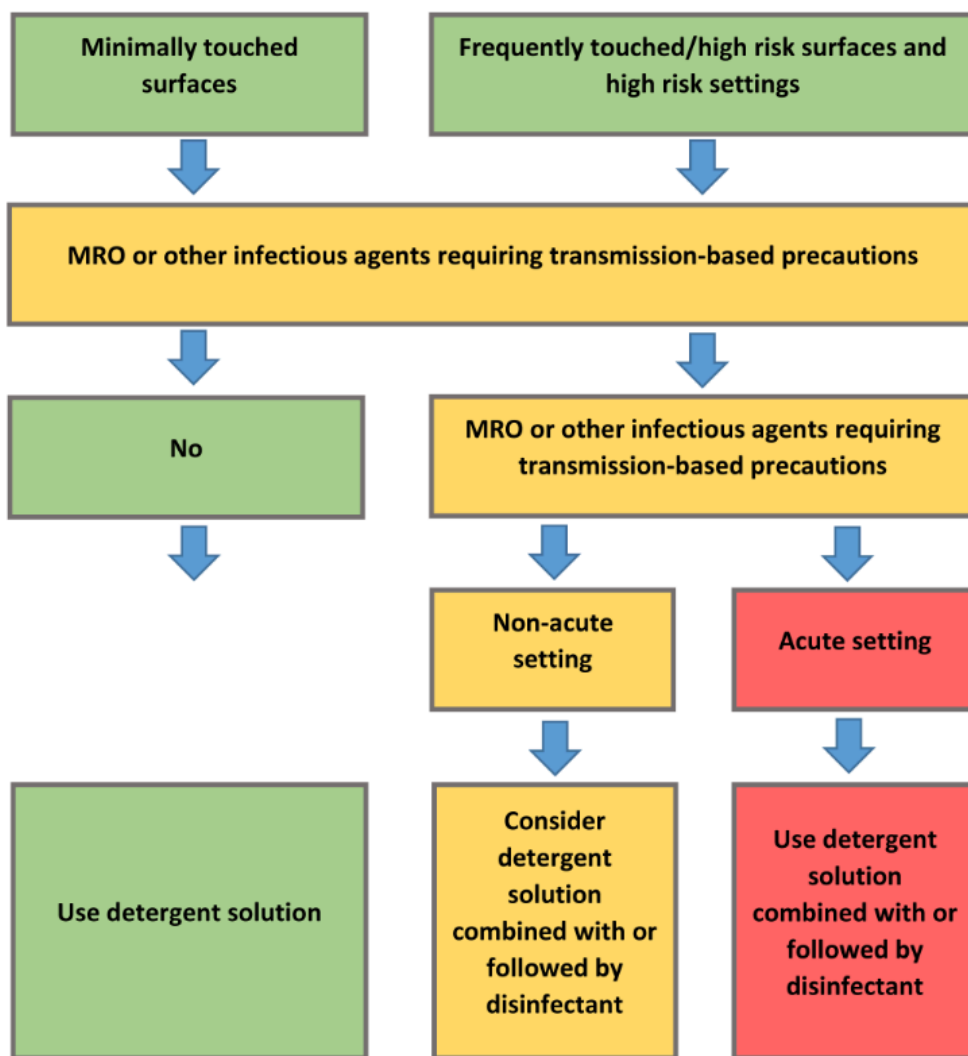 Minimally touched
surfaces
Frequently touched/high risk surfaces and
high risk settings
MRO or other infectious agents requiring transmission-based precautions
No
MRO or other infectious agents requiring
transmission-based precautions
Non-acute
setting
Acute setting
Use detergent solution
Consider
detergent
solution
combined with or
followed by
disinfectant
Use detergent
solution
combined with or
followed by
disinfectant